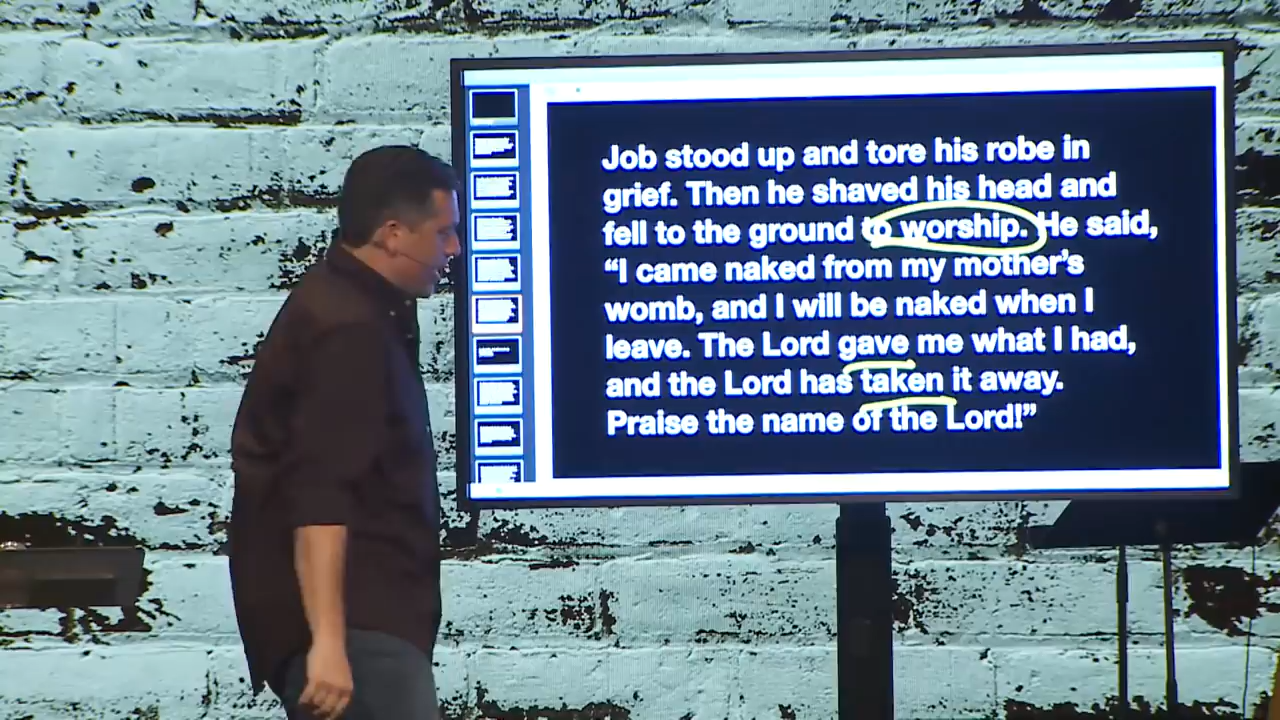 Job stood up and tore his robe in
grief. Then he shaved his head and
fell to the ground to worship. He said,
“I came naked from my mother’s
womb, and I will be naked when I
leave. The Lord gave me what I had,
and the Lord has taken it away.
Praise the name of the Lord!”